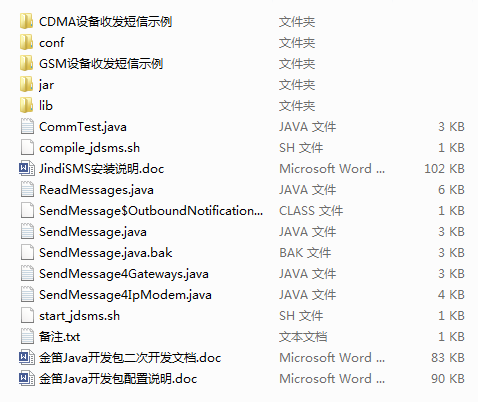 CDMA设备收发短信示例 文件夹
conf 文件夹
GSM设备收发短信示例 文件夹
jar 文件夹
lib 文件夹
CommTest.java JAVA 文件 3 KB
compile_jdsms.sh SH 文件 1 KB
JindiSMS安装说明.doc Microsoft Word ... 102 KB
ReadMessages.java JAVA 文件 6 KB
SendMessage$OutboundNotification... CLASS 文件 1 KB
SendMessage.java JAVA 文件 3 KB
SendMessage.java.bak BAK 文件 3 KB
SendMessage4Gateways.java JAVA 文件 3 KB
SendMessage4IpModem.java JAVA 文件 4 KB
start_jdsms.sh SH 文件 1 KB
备注.txt 文本文档 1 KB
金笛Java开发包二次开发文档.doc Microsoft Word ... 83 KB
金笛Java开发包配置说明.doc Microsoft Word ... 90 KB